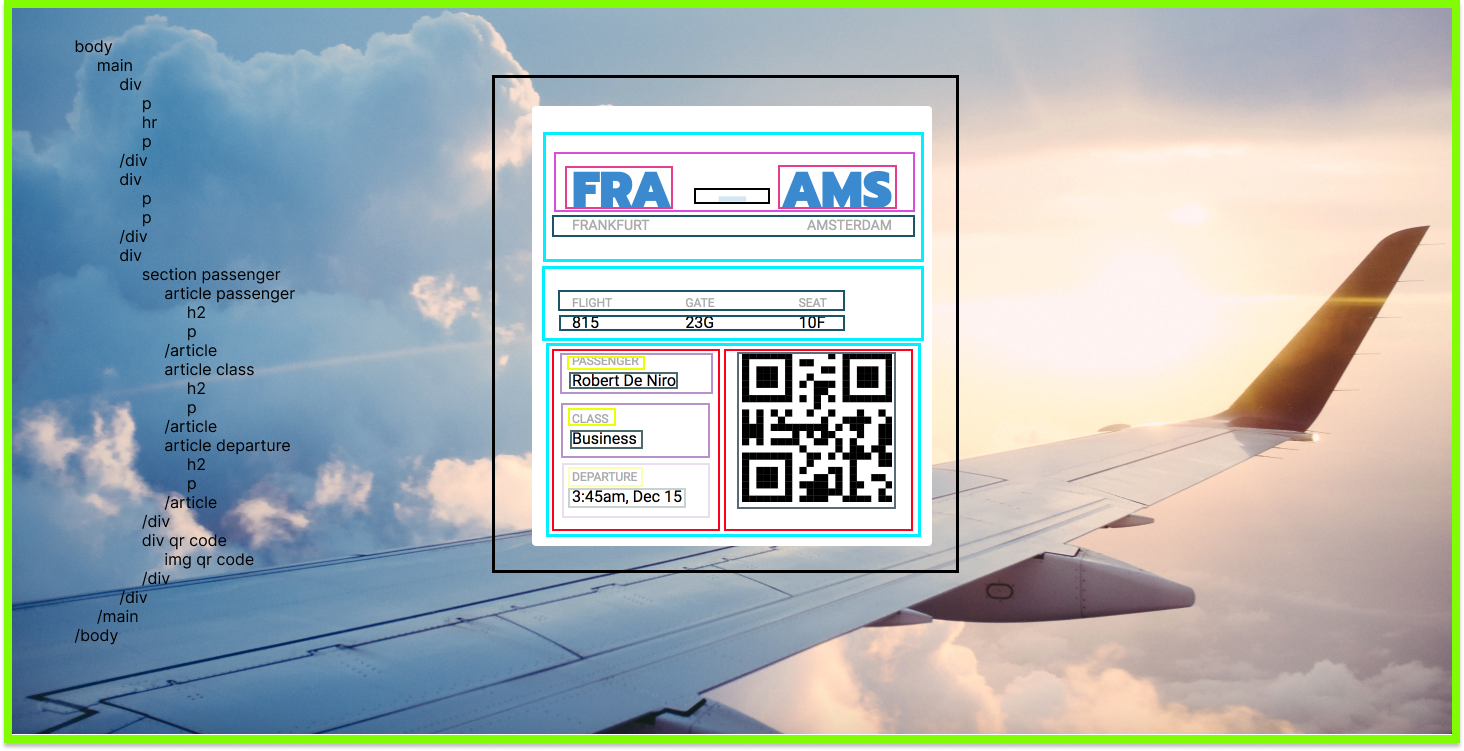 body
main
div
p
hr
p
/div
div
p
p
/div
div
section passenger
article passenger
h2
p
/article
article class
h2
p
/article
article departure
h2
p
/article
/div
div qr code
img qr code
/div
/div
/main
/body
FRA AMS
FRANKFURT AMSTERDAM
FLIGHT GATE SEAT
815 23G 10F
PASSENGER
Robert De Niro
CLASS
Business
DEPARTURE
3:45am, Dec 15